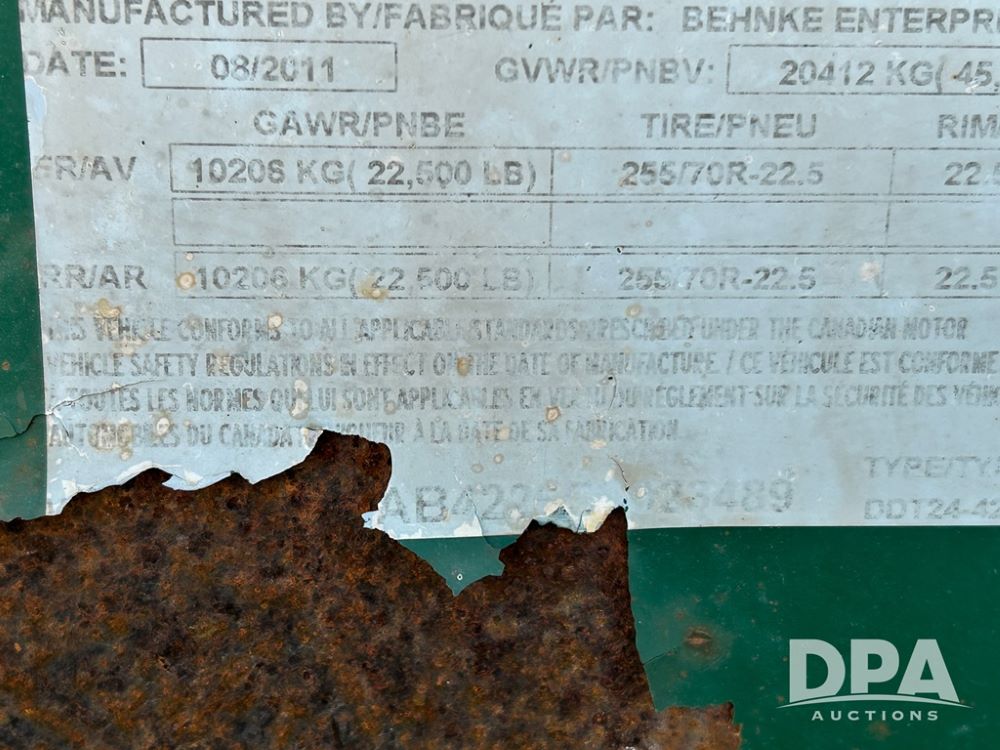 MANUFACTURED BY/FABRIQUÉ PAR: BEHNKE ENTERPRI
DATE: 08/2011 GVWR/PNBV: 20412 KG( 45,
GAWR/PNBE TIRE/PNEU RIM
FR/AV 10206 KG( 22,500 LB) 255/70R-22.5 22.5
RR/AR 10206 KG( 22,500 LB) 255/70R-22.5 22.5
THIS VEHICLE CONFORMS TO ALL APPLICABLE STANDARDS PRESCRIBED UNDER THE CANADIAN MOTOR
VEHICLE SAFETY REGULATIONS IN EFFECT ON THE DATE OF MANUFACTURE. / CE VÉHICULE EST CONFORME
À TOUTES LES NORMES QUI LUI SONT APPLICABLES EN VERTU DU RÈGLEMENT SUR LA SÉCURITÉ DES VÉHI
AUTOMOBILES DU CANADA EN VIGUEUR À LA DATE DE SA FABRICATION.
TYPE/TY
DD124-42
DPA
AUCTIONS